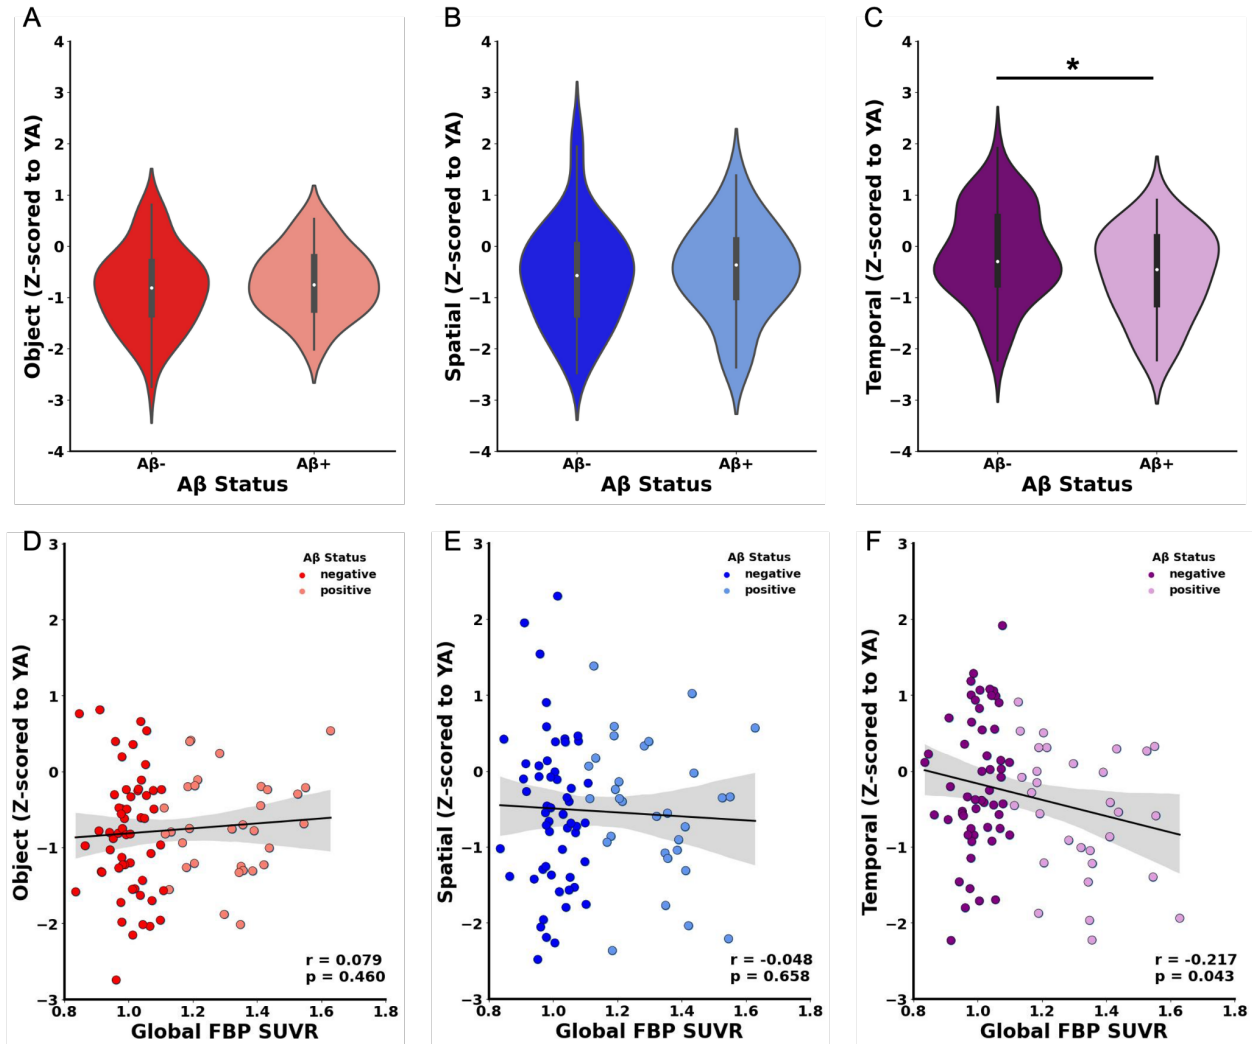 A
Object (Z-scored to YA)
4
3
2
1
0
-1
-2
-3
-4
Aβ-
Aβ+
Aβ Status
B
Spatial (Z-scored to YA)
4
3
2
1
0
−1
−2
−3
−4
Aβ-
Aβ+
Aβ Status
C
Temporal (Z-scored to YA)
4
3
2
1
0
−1
−2
−3
−4
*
Aβ-
Aβ+
Aβ Status
D
Object (Z-scored to YA)
3
2
1
0
−1
−2
−3
Aβ Status
negative
positive
r = 0.079
p = 0.460
0.8
1.0
1.2
1.4
1.6
1.8
Global FBP SUVR
E
Spatial (Z-scored to YA)
3
2
1
0
−1
−2
−3
Aβ Status
negative
positive
r = -0.048
p = 0.658
0.8
1.0
1.2
1.4
1.6
1.8
Global FBP SUVR
F
Temporal (Z-scored to YA)
3
2
1
0
−1
−2
−3
Aβ Status
negative
positive
r = -0.217
p = 0.043
0.8
1.0
1.2
1.4
1.6
1.8
Global FBP SUVR